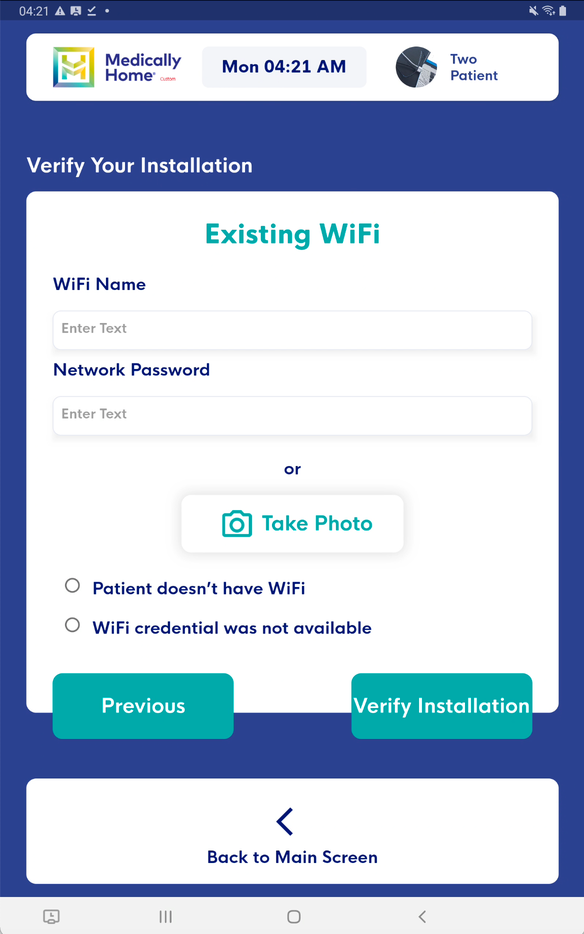 04:21
Medically
Home
Custom
Mon 04:21 AM
Two
Patient
Verify Your Installation
Existing WiFi
WiFi Name
Enter Text
Network Password
Enter Text
or
Take Photo
Patient doesn't have WiFi
WiFi credential was not available
Previous
Verify Installation
Back to Main Screen